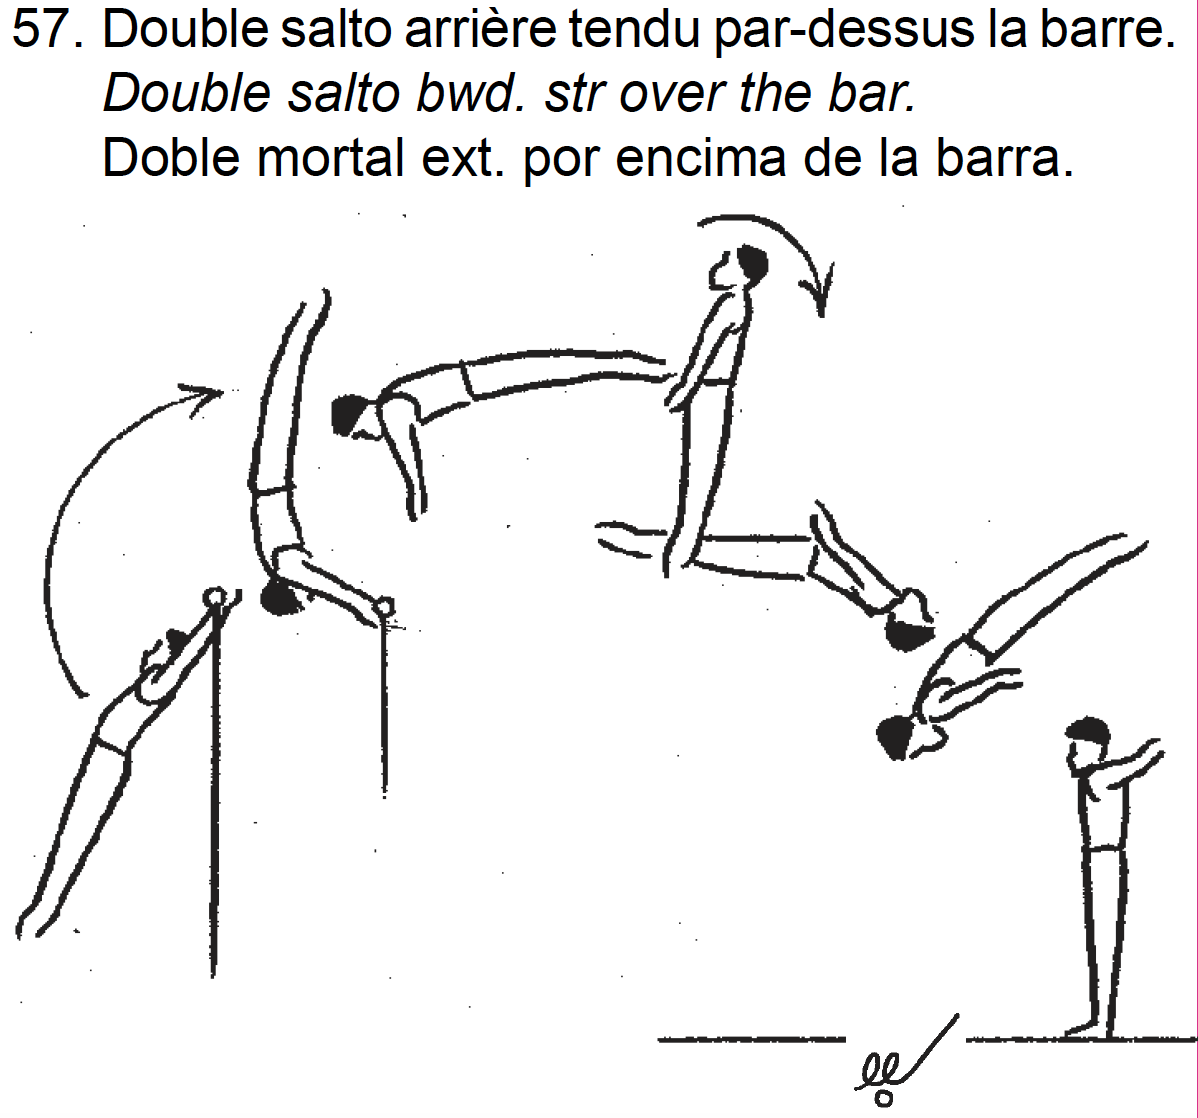 57. Double salto arrière tendu par-dessus la barre.
Double salto bwd. str over the bar.
Doble mortal ext. por encima de la barra.